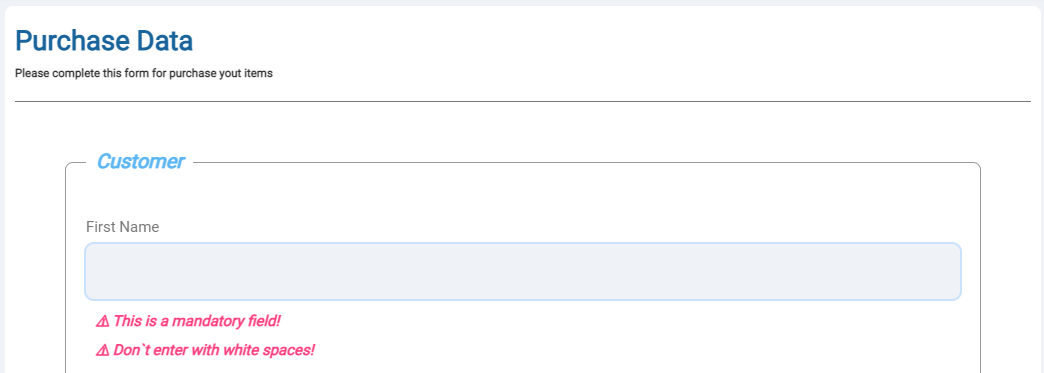 Purchase Data
Please complete this form for purchase yout items
Customer
First Name
⚠ This is a mandatory field!
⚠ Don`t enter with white spaces!